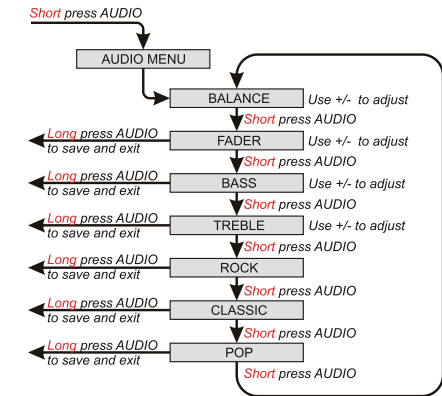 Short press AUDIO
AUDIO MENU
BALANCE Use +/- to adjust
Short press AUDIO
Long press AUDIO
to save and exit
FADER Use +/- to adjust
Short press AUDIO
Long press AUDIO
to save and exit
BASS Use +/- to adjust
Short press AUDIO
Long press AUDIO
to save and exit
TREBLE Use +/- to adjust
Short press AUDIO
Long press AUDIO
to save and exit
ROCK
Short press AUDIO
Long press AUDIO
to save and exit
CLASSIC
Short press AUDIO
Long press AUDIO
to save and exit
POP
Short press AUDIO